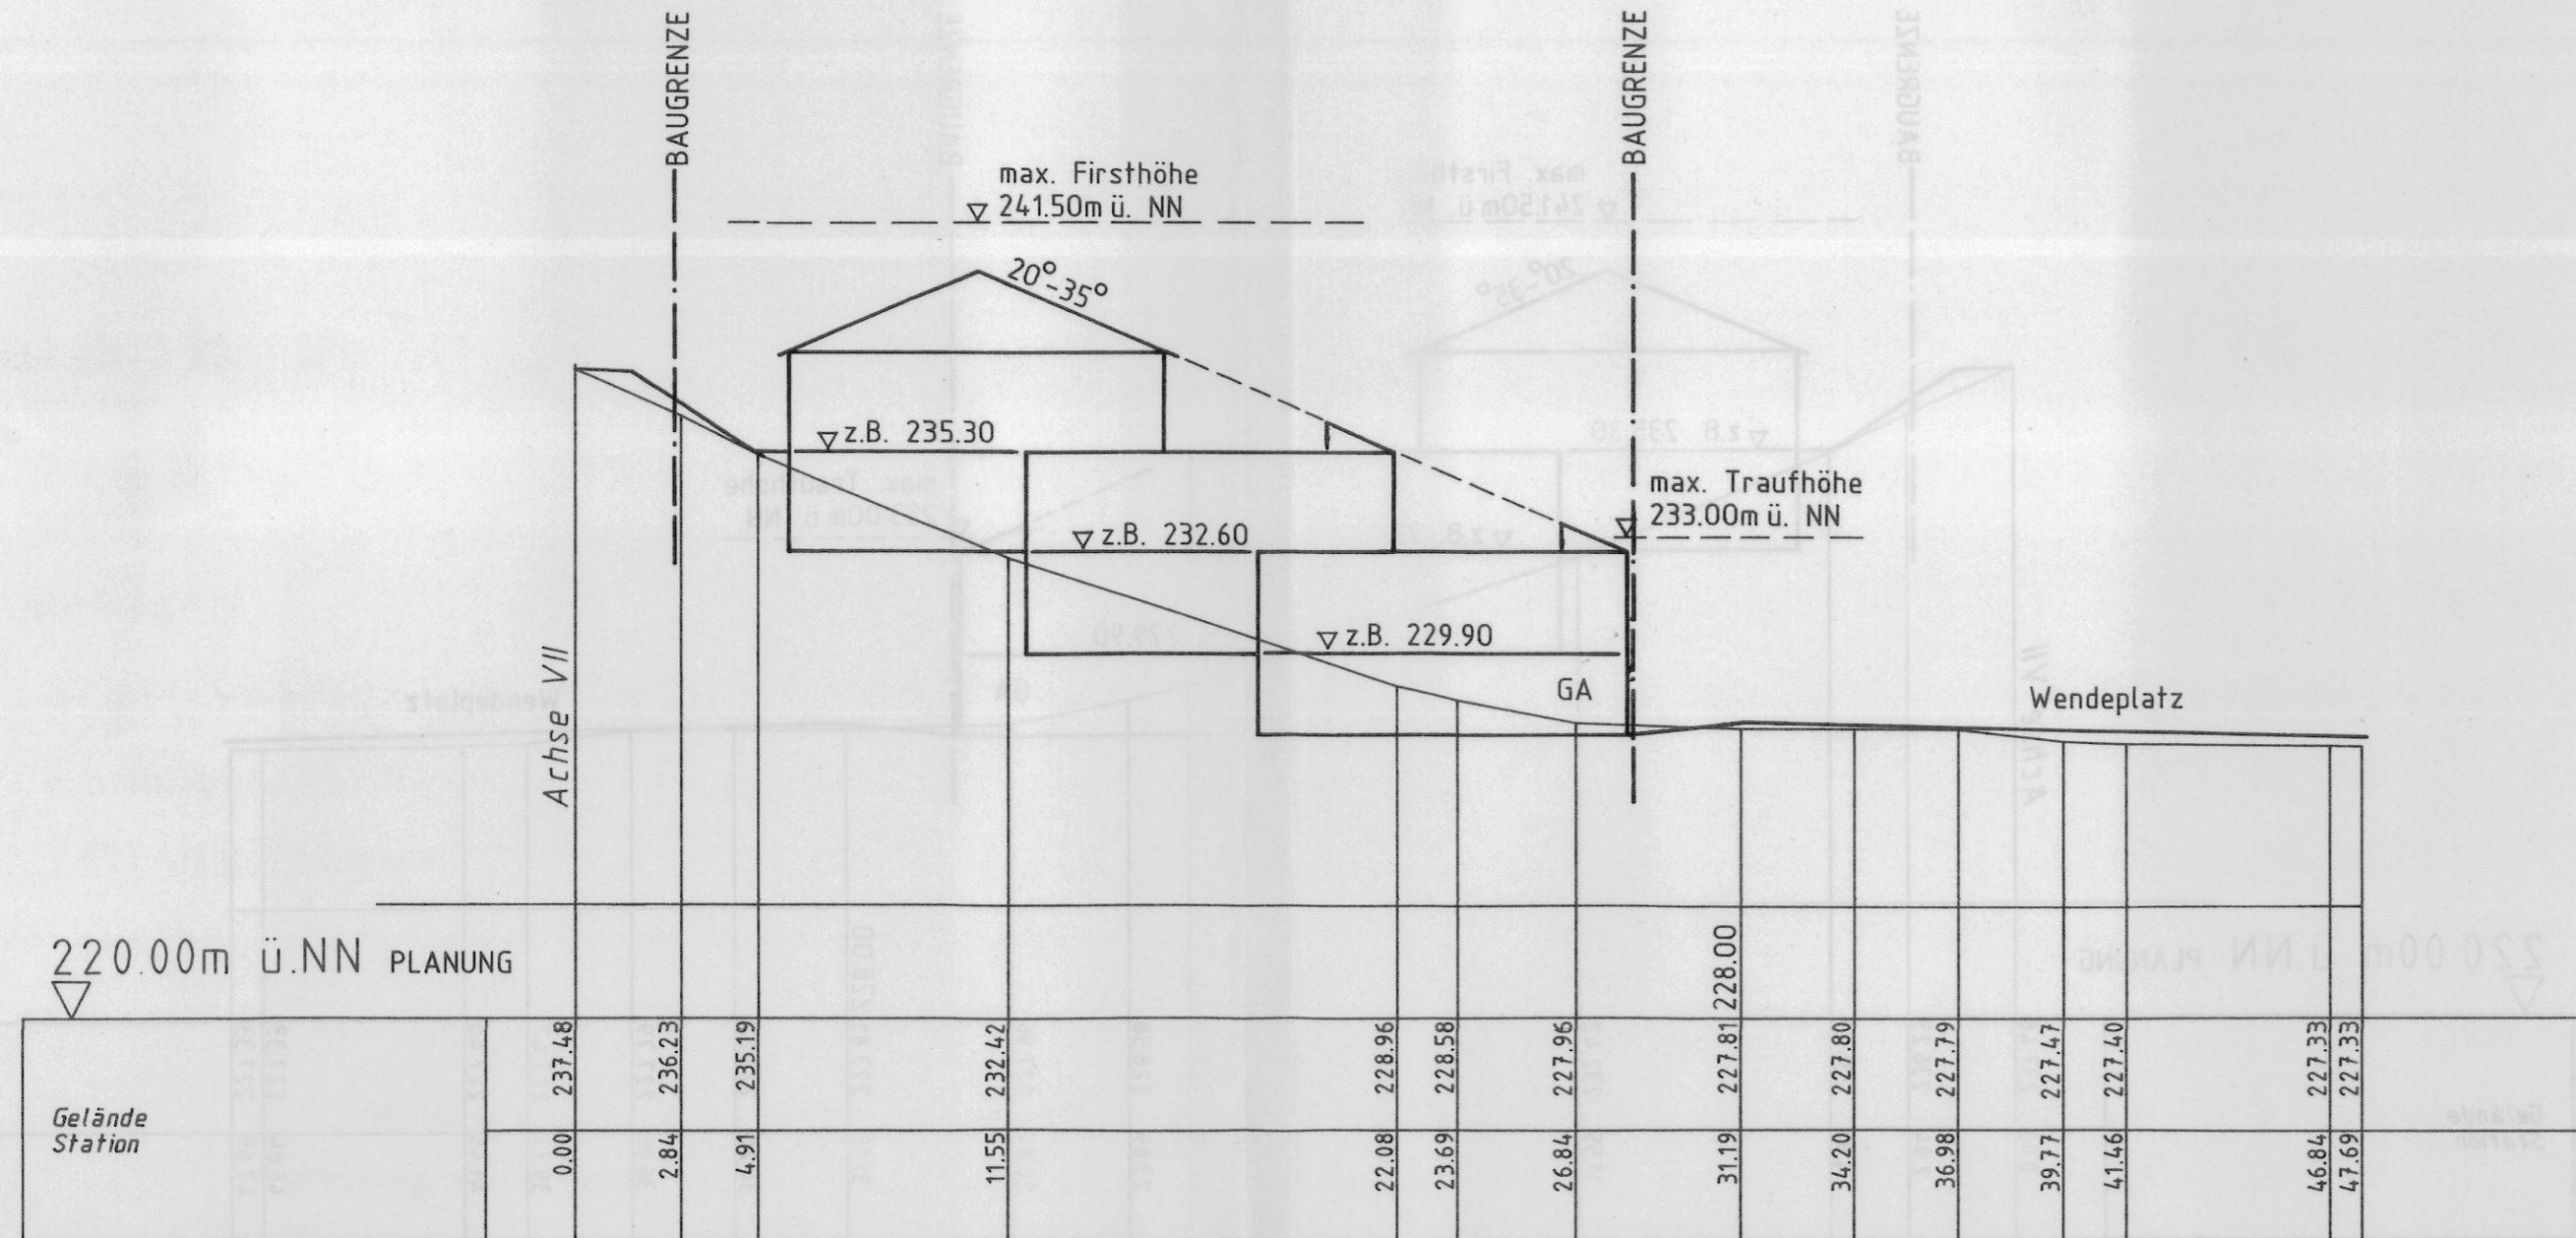 BAUGRENZE
BAUGRENZE
max. Firsthöhe
241.50m ü. NN
20°-35°
z.B. 235.30
max. Traufhöhe
233.00m ü. NN
z.B. 232.60
z.B. 229.90
GA
Wendeplatz
Achse VII
220.00m ü.NN PLANUNG
228.00
Gelände
237.48 236.23 235.19 232.42 228.96 228.58 227.96 227.81 227.80 227.79 227.47 227.40 227.33 227.33
Station
0.00 2.84 4.91 11.55 22.08 23.69 26.84 31.19 34.20 36.98 39.77 41.46 46.84 47.69